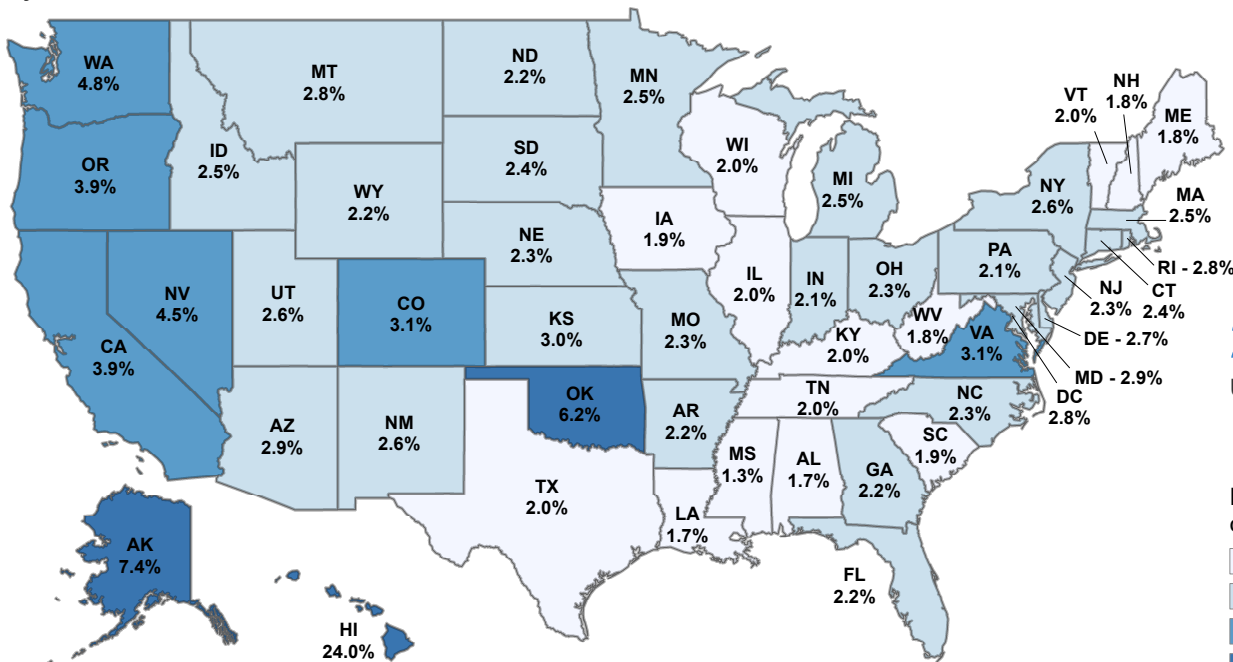 WA
4.8%
MT
2.8%
ND
2.2%
MN
2.5%
OR
3.9%
ID
2.5%
WY
2.2%
SD
2.4%
WI
2.0%
MI
2.5%
VT
2.0%
NH
1.8%
ME
1.8%
NY
2.6%
MA
2.5%
RI - 2.8%
CT
2.4%
NJ
2.3%
PA
2.1%
DE - 2.7%
MD - 2.9%
DC
2.8%
IA
1.9%
NE
2.3%
IL
2.0%
IN
2.1%
OH
2.3%
WV
1.8%
VA
3.1%
KY
2.0%
NV
4.5%
UT
2.6%
CO
3.1%
KS
3.0%
MO
2.3%
CA
3.9%
AZ
2.9%
NM
2.6%
OK
6.2%
AR
2.2%
TN
2.0%
NC
2.3%
SC
1.9%
MS
1.3%
AL
1.7%
GA
2.2%
TX
2.0%
LA
1.7%
FL
2.2%
AK
7.4%
HI
24.0%